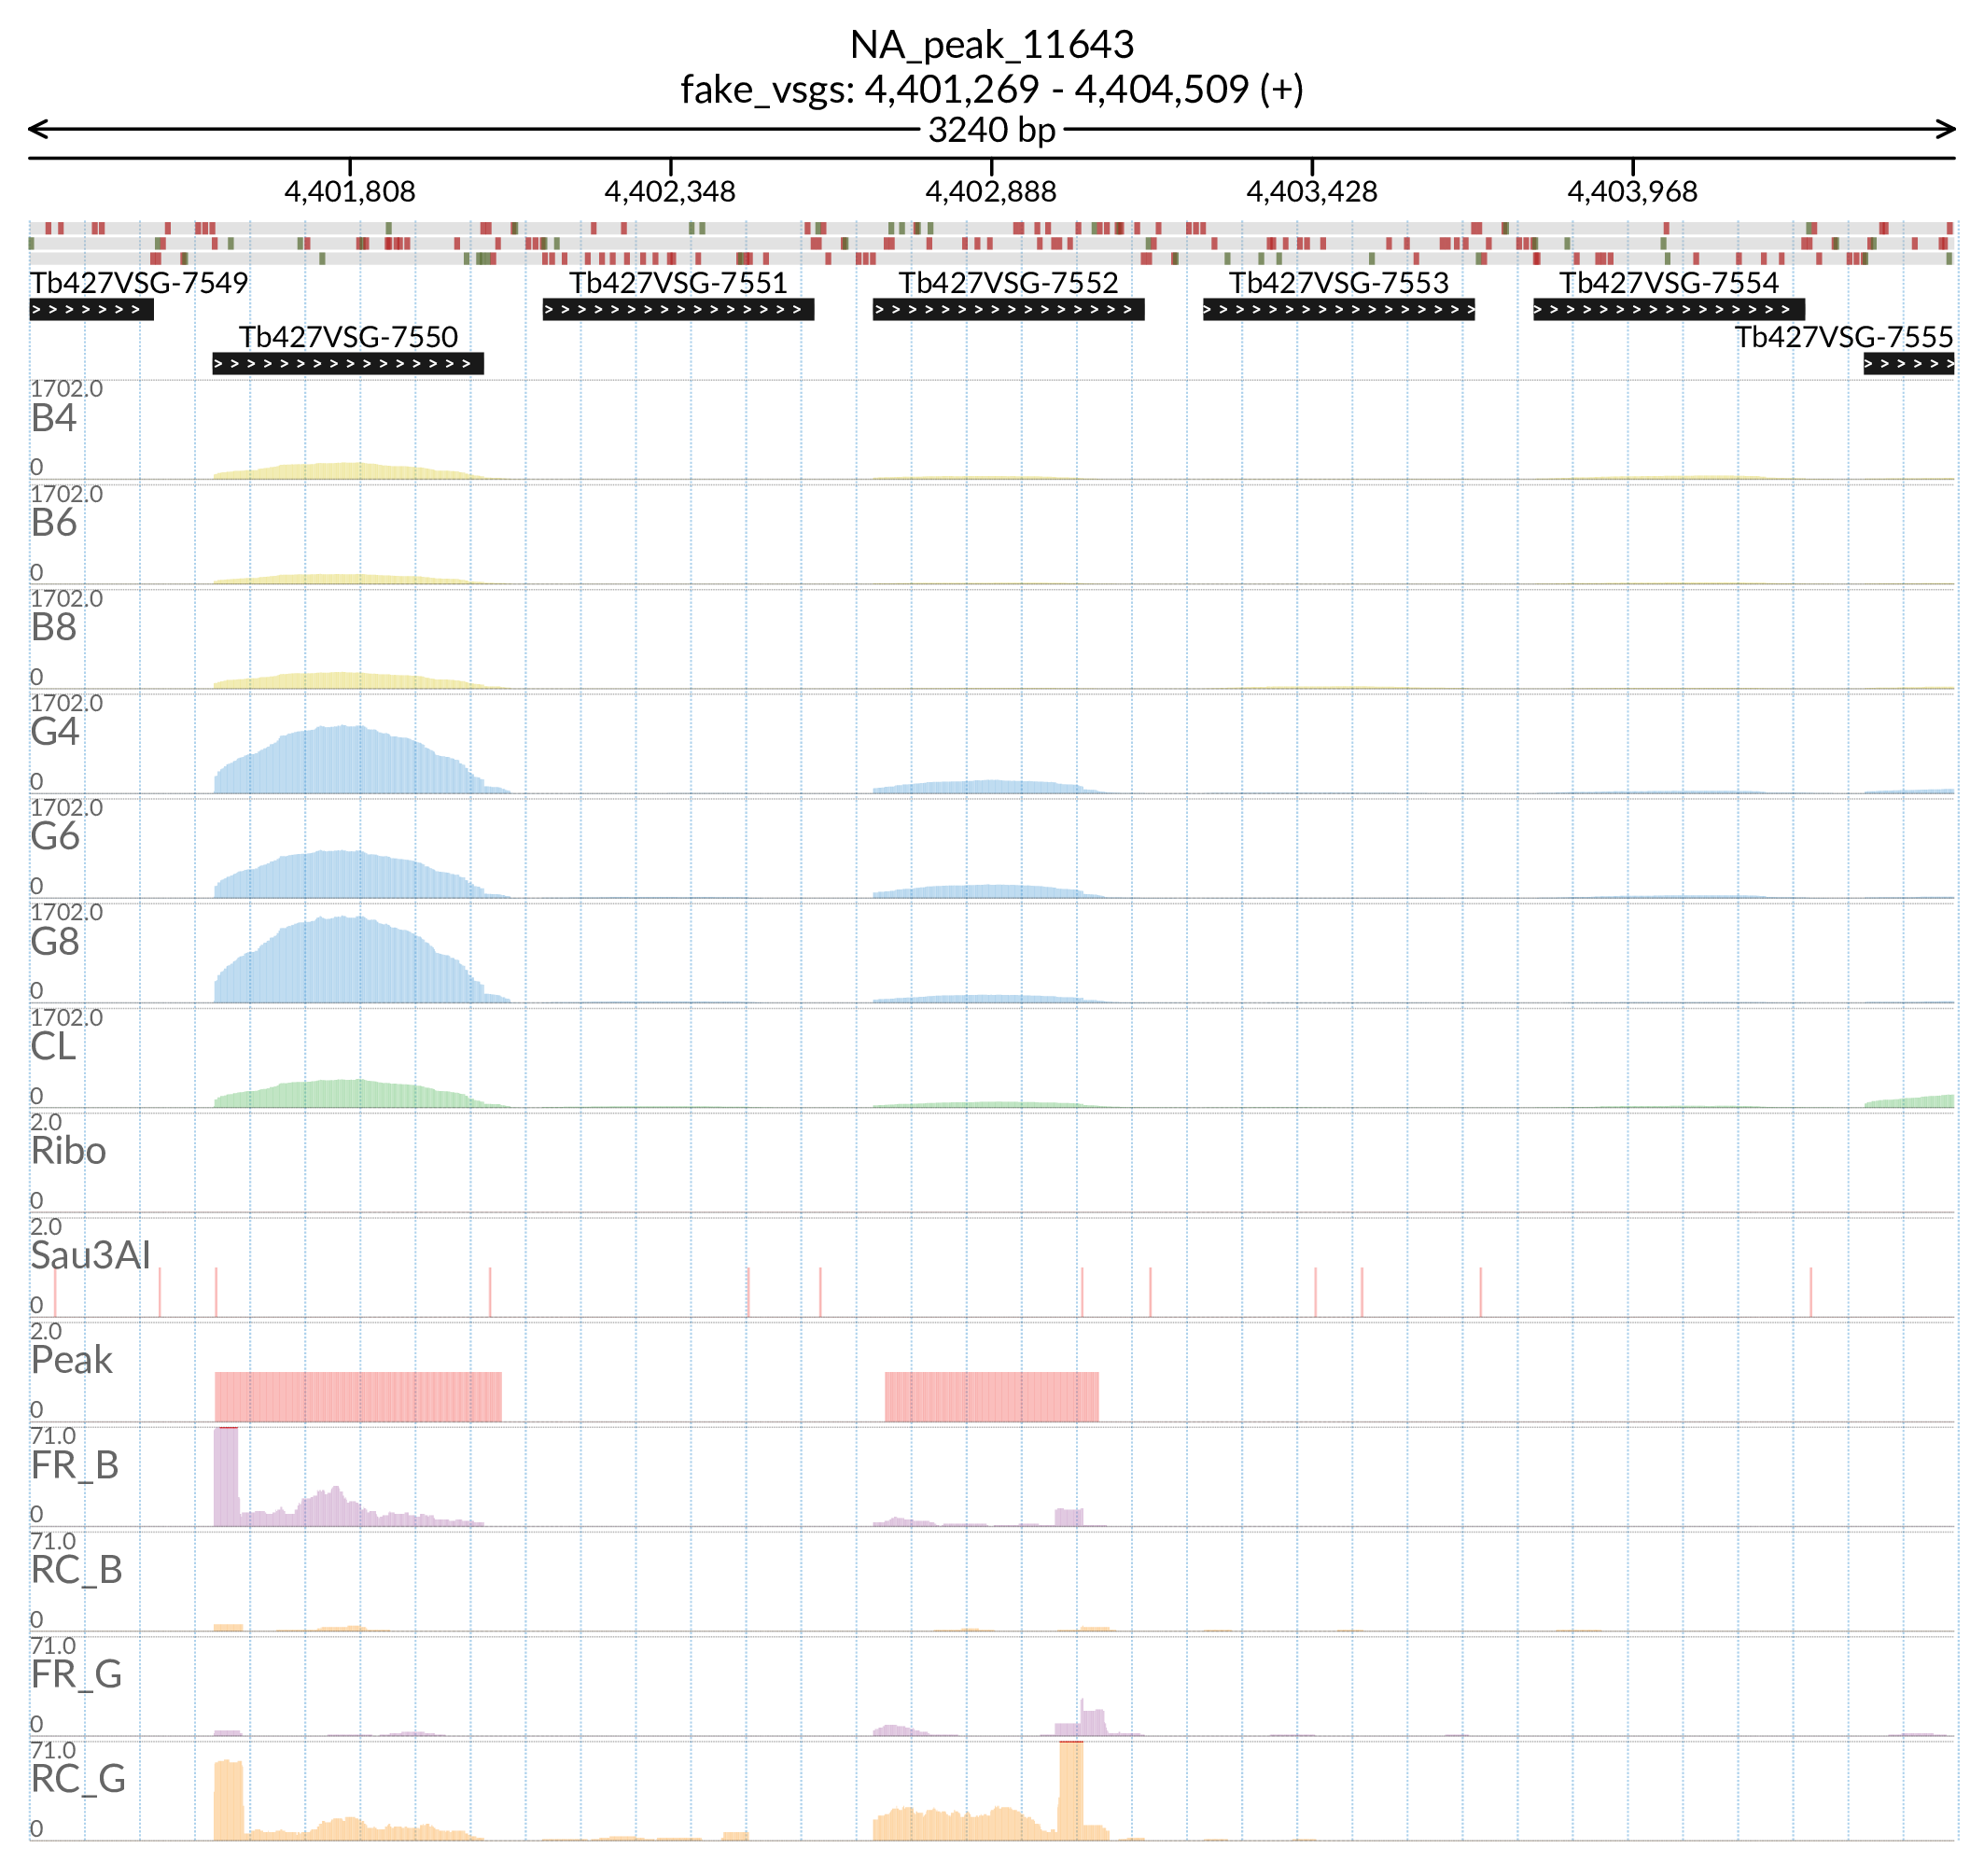 NA_peak_11643
fake_vsgs: 4,401,269 - 4,404,509 (+)
3240 bp
4,401,808 4,402,348 4,402,888 4,403,428 4,403,968
Tb427VSG-7549 Tb427VSG-7551 Tb427VSG-7552 Tb427VSG-7553 Tb427VSG-7554
Tb427VSG-7550 Tb427VSG-7555
1702.0
B4
0
1702.0
B6
0
1702.0
B8
0
1702.0
G4
0
1702.0
G6
0
1702.0
G8
0
1702.0
CL
0
2.0
Ribo
0
2.0
Sau3AI
0
2.0
Peak
0
71.0
FR_B
0
71.0
RC_B
0
71.0
FR_G
0
71.0
RC_G
0